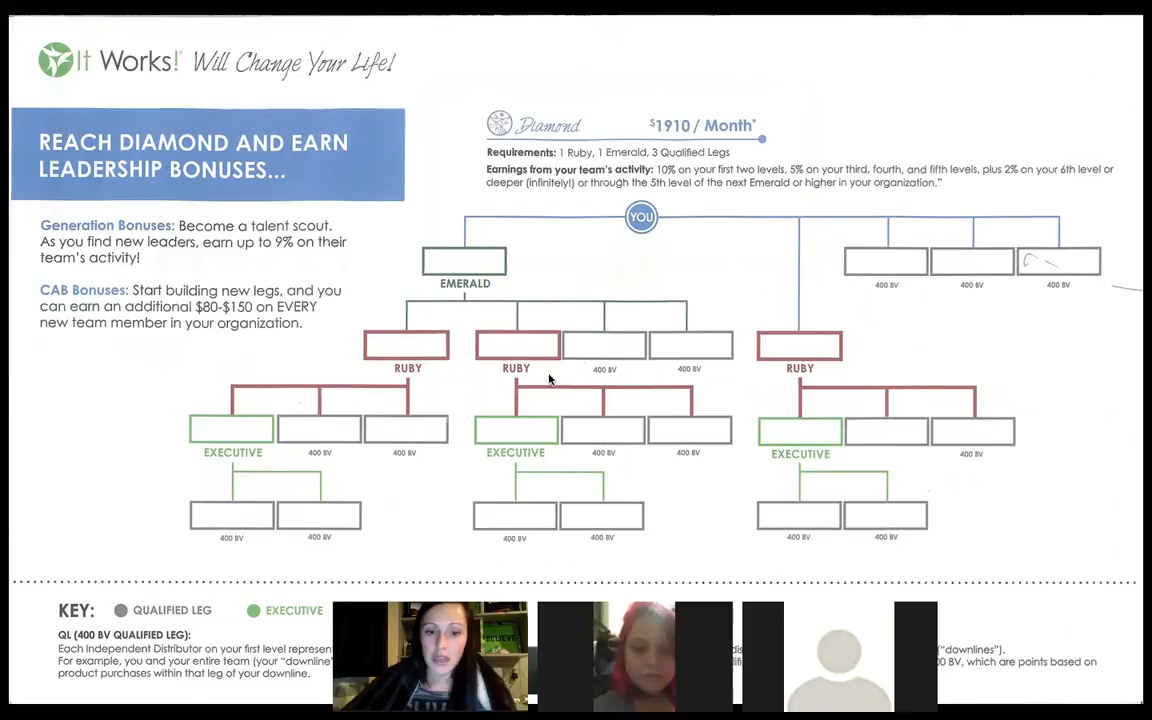 It Works! Will Change Your Life!
REACH DIAMOND AND EARN
LEADERSHIP BONUSES...
Generation Bonuses: Become a talent scout.
As you find new leaders, earn up to 9% on their
team's activity!
CAB Bonuses: Start building new legs, and you
can earn an additional $80-$150 on EVERY
new team member in your organization.
Diamond $1910 / Month*
Requirements: 1 Ruby, 1 Emerald, 3 Qualified Legs
Earnings from your team's activity: 10% on your first two levels, 5% on your third, fourth, and fifth levels, plus 2% on your 6th level or
deeper (infinitely!) or through the 5th level of the next Emerald or higher in your organization.**
YOU
EMERALD
400 BV 400 BV 400 BV
RUBY RUBY 400 BV 400 BV RUBY
EXECUTIVE 400 BV 400 BV EXECUTIVE 400 BV 400 BV EXECUTIVE 400 BV
400 BV 400 BV 400 BV 400 BV 400 BV 400 BV
KEY: QUALIFIED LEG EXECUTIVE
QL (400 BV QUALIFIED LEG):
Each Independent Distributor on your first level represent ("downlines").
For example, you and your entire team (your "downline" 00 BV, which are points based on
product purchases within that leg of your downline.
BELIEVE